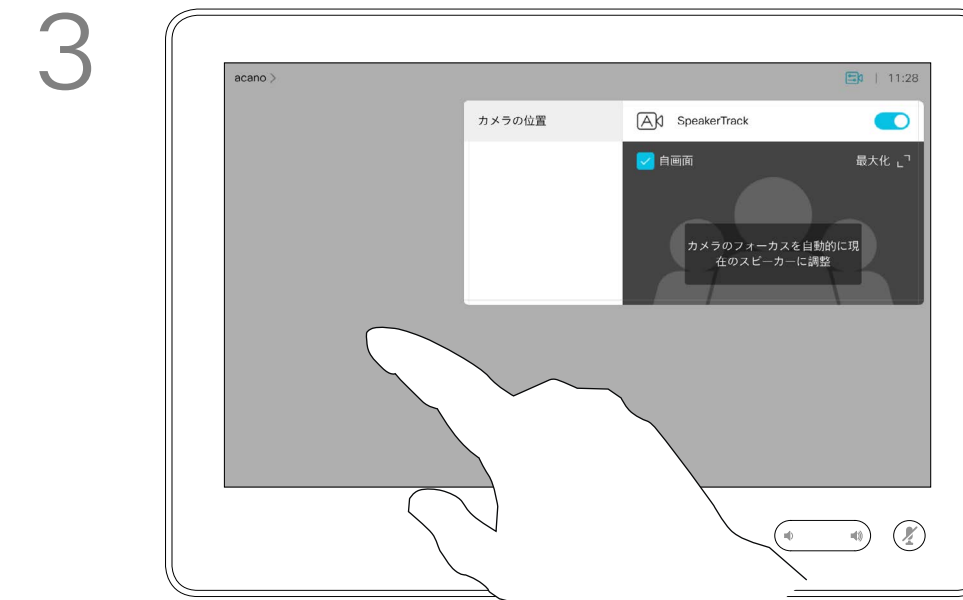 3
acano >
| 11:28
カメラの位置
A SpeakerTrack
自画面 最大化
カメラのフォーカスを自動的に現
在のスピーカーに調整